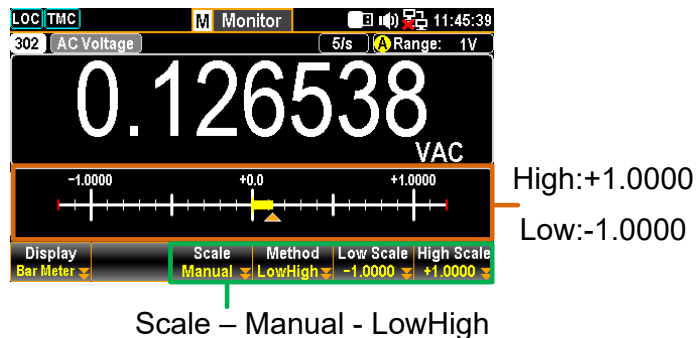 LOC TMC M Monitor 11:45:39
302 AC Voltage 5/s A Range: 1V
0.126538
VAC
-1.0000 +0.0 +1.0000
High:+1.0000
Low:-1.0000
Display Scale Method Low Scale High Scale
Bar Meter Manual LowHigh -1.0000 +1.0000
Scale – Manual - LowHigh